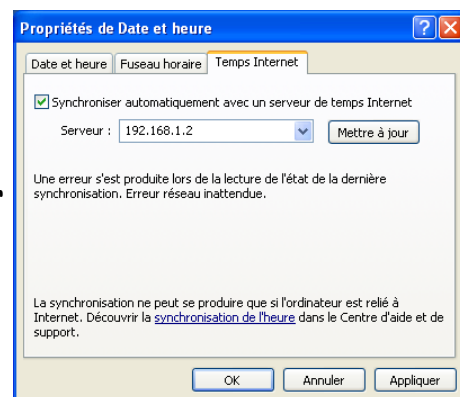 Propriétés de Date et heure
Date et heure Fuseau horaire Temps Internet
Synchroniser automatiquement avec un serveur de temps Internet
Serveur : 192.168.1.2 Mettre à jour
Une erreur s'est produite lors de la lecture de l'état de la dernière
synchronisation. Erreur réseau inattendue.
La synchronisation ne peut se produire que si l'ordinateur est relié à
Internet. Découvrir la synchronisation de l'heure dans le Centre d'aide et de
support.
OK Annuler Appliquer